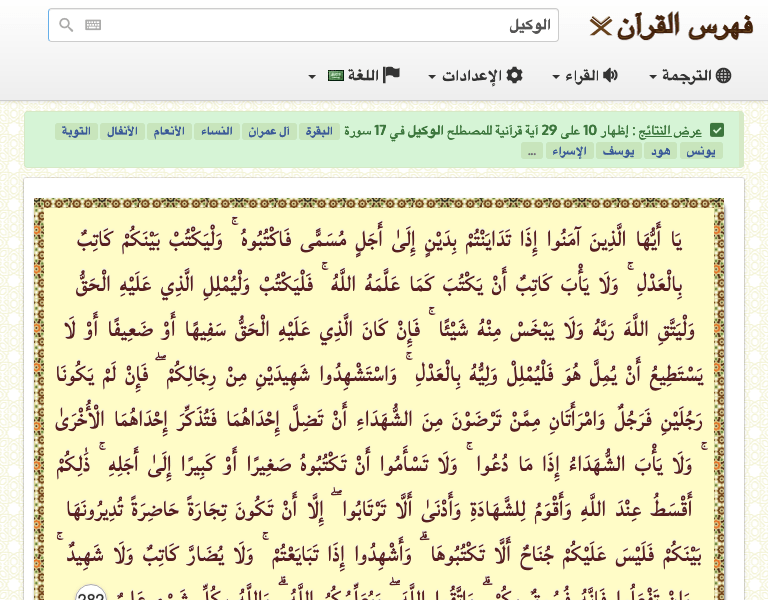 فهرس القرآن
الوكيل
الترجمة القراء الإعدادات اللغة
عرض النتائج : إظهار 10 على 29 آية قرآنية للمصطلح الوكيل في 17 سورة البقرة آل عمران النساء الأنعام الأنفال التوبة
يونس هود يوسف الإسراء ...
يَا أَيُّهَا الَّذِينَ آمَنُوا إِذَا تَدَايَنْتُمْ بِدَيْنٍ إِلَىٰ أَجَلٍ مُسَمًّى فَاكْتُبُوهُ ۚ وَلْيَكْتُبْ بَيْنَكُمْ كَاتِبٌ
بِالْعَدْلِ ۚ وَلَا يَأْبَ كَاتِبٌ أَنْ يَكْتُبَ كَمَا عَلَّمَهُ اللَّهُ ۚ فَلْيَكْتُبْ وَلْيُمْلِلِ الَّذِي عَلَيْهِ الْحَقُّ
وَلْيَتَّقِ اللَّهَ رَبَّهُ وَلَا يَبْخَسْ مِنْهُ شَيْئًا ۚ فَإِنْ كَانَ الَّذِي عَلَيْهِ الْحَقُّ سَفِيهًا أَوْ ضَعِيفًا أَوْ لَا
يَسْتَطِيعُ أَنْ يُمِلَّ هُوَ فَلْيُمْلِلْ وَلِيُّهُ بِالْعَدْلِ ۚ وَاسْتَشْهِدُوا شَهِيدَيْنِ مِنْ رِجَالِكُمْ ۖ فَإِنْ لَمْ يَكُونَا
رَجُلَيْنِ فَرَجُلٌ وَامْرَأَتَانِ مِمَّنْ تَرْضَوْنَ مِنَ الشُّهَدَاءِ أَنْ تَضِلَّ إِحْدَاهُمَا فَتُذَكِّرَ إِحْدَاهُمَا الْأُخْرَىٰ
ۚ وَلَا يَأْبَ الشُّهَدَاءُ إِذَا مَا دُعُوا ۚ وَلَا تَسْأَمُوا أَنْ تَكْتُبُوهُ صَغِيرًا أَوْ كَبِيرًا إِلَىٰ أَجَلِهِ ۚ ذَٰلِكُمْ
أَقْسَطُ عِنْدَ اللَّهِ وَأَقْوَمُ لِلشَّهَادَةِ وَأَدْنَىٰ أَلَّا تَرْتَابُوا ۖ إِلَّا أَنْ تَكُونَ تِجَارَةً حَاضِرَةً تُدِيرُونَهَا
بَيْنَكُمْ فَلَيْسَ عَلَيْكُمْ جُنَاحٌ أَلَّا تَكْتُبُوهَا ۗ وَأَشْهِدُوا إِذَا تَبَايَعْتُمْ ۚ وَلَا يُضَارَّ كَاتِبٌ وَلَا شَهِيدٌ ۚ